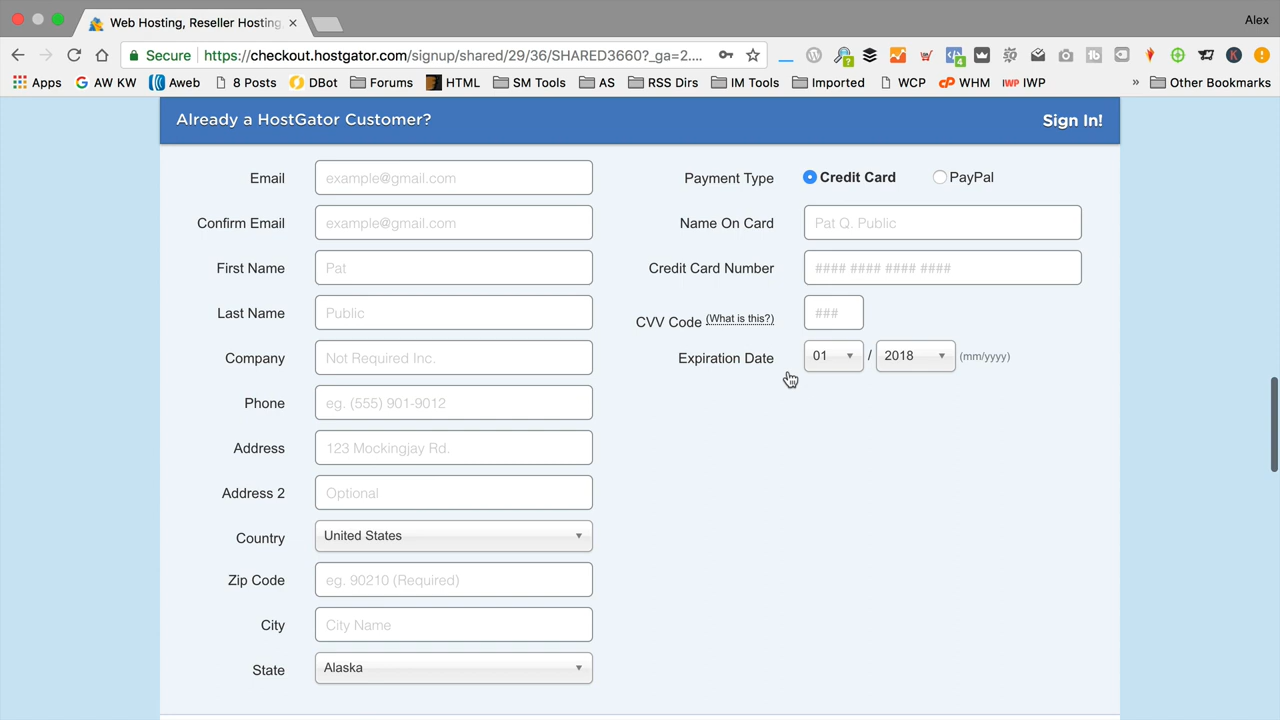 Web Hosting, Reseller Hosting,
Alex
Secure https://checkout.hostgator.com/signup/shared/29/36/SHARED3660?_ga=2....
Apps AW KW Aweb 8 Posts DBot Forums HTML SM Tools AS RSS Dirs IM Tools Imported WCP WHM IWP » Other Bookmarks
Already a HostGator Customer? Sign In!
Email example@gmail.com
Confirm Email example@gmail.com
First Name Pat
Last Name Public
Company Not Required Inc.
Phone eg. (555) 901-9012
Address 123 Mockingjay Rd.
Address 2 Optional
Country United States
Zip Code eg. 90210 (Required)
City City Name
State Alaska
Payment Type Credit Card PayPal
Name On Card Pat Q. Public
Credit Card Number #### #### #### ####
CVV Code (What is this?) ###
Expiration Date 01 / 2018 (mm/yyyy)